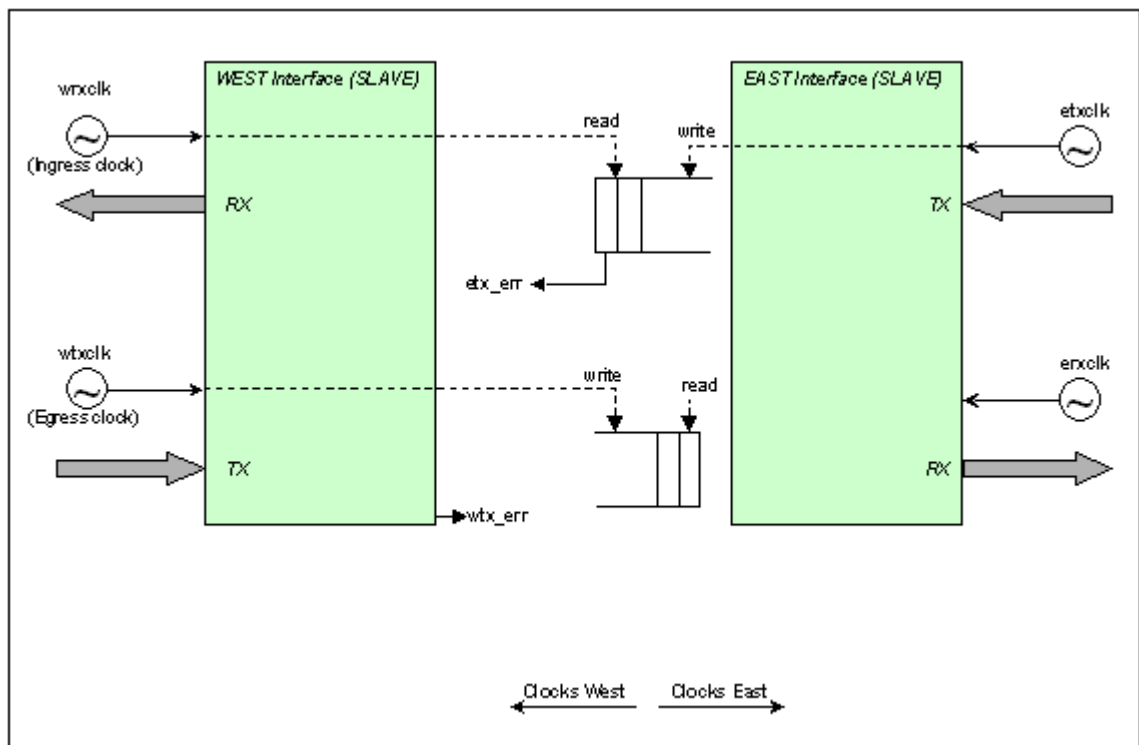 WEST Interface (SLAVE)
EAST Interface (SLAVE)
wrxclk
(Ingress clock)
read
write
etxclk
RX
TX
etx_err
wtxclk
(Egress clock)
write
read
erxclk
TX
RX
wtx_err
Clocks West
Clocks East